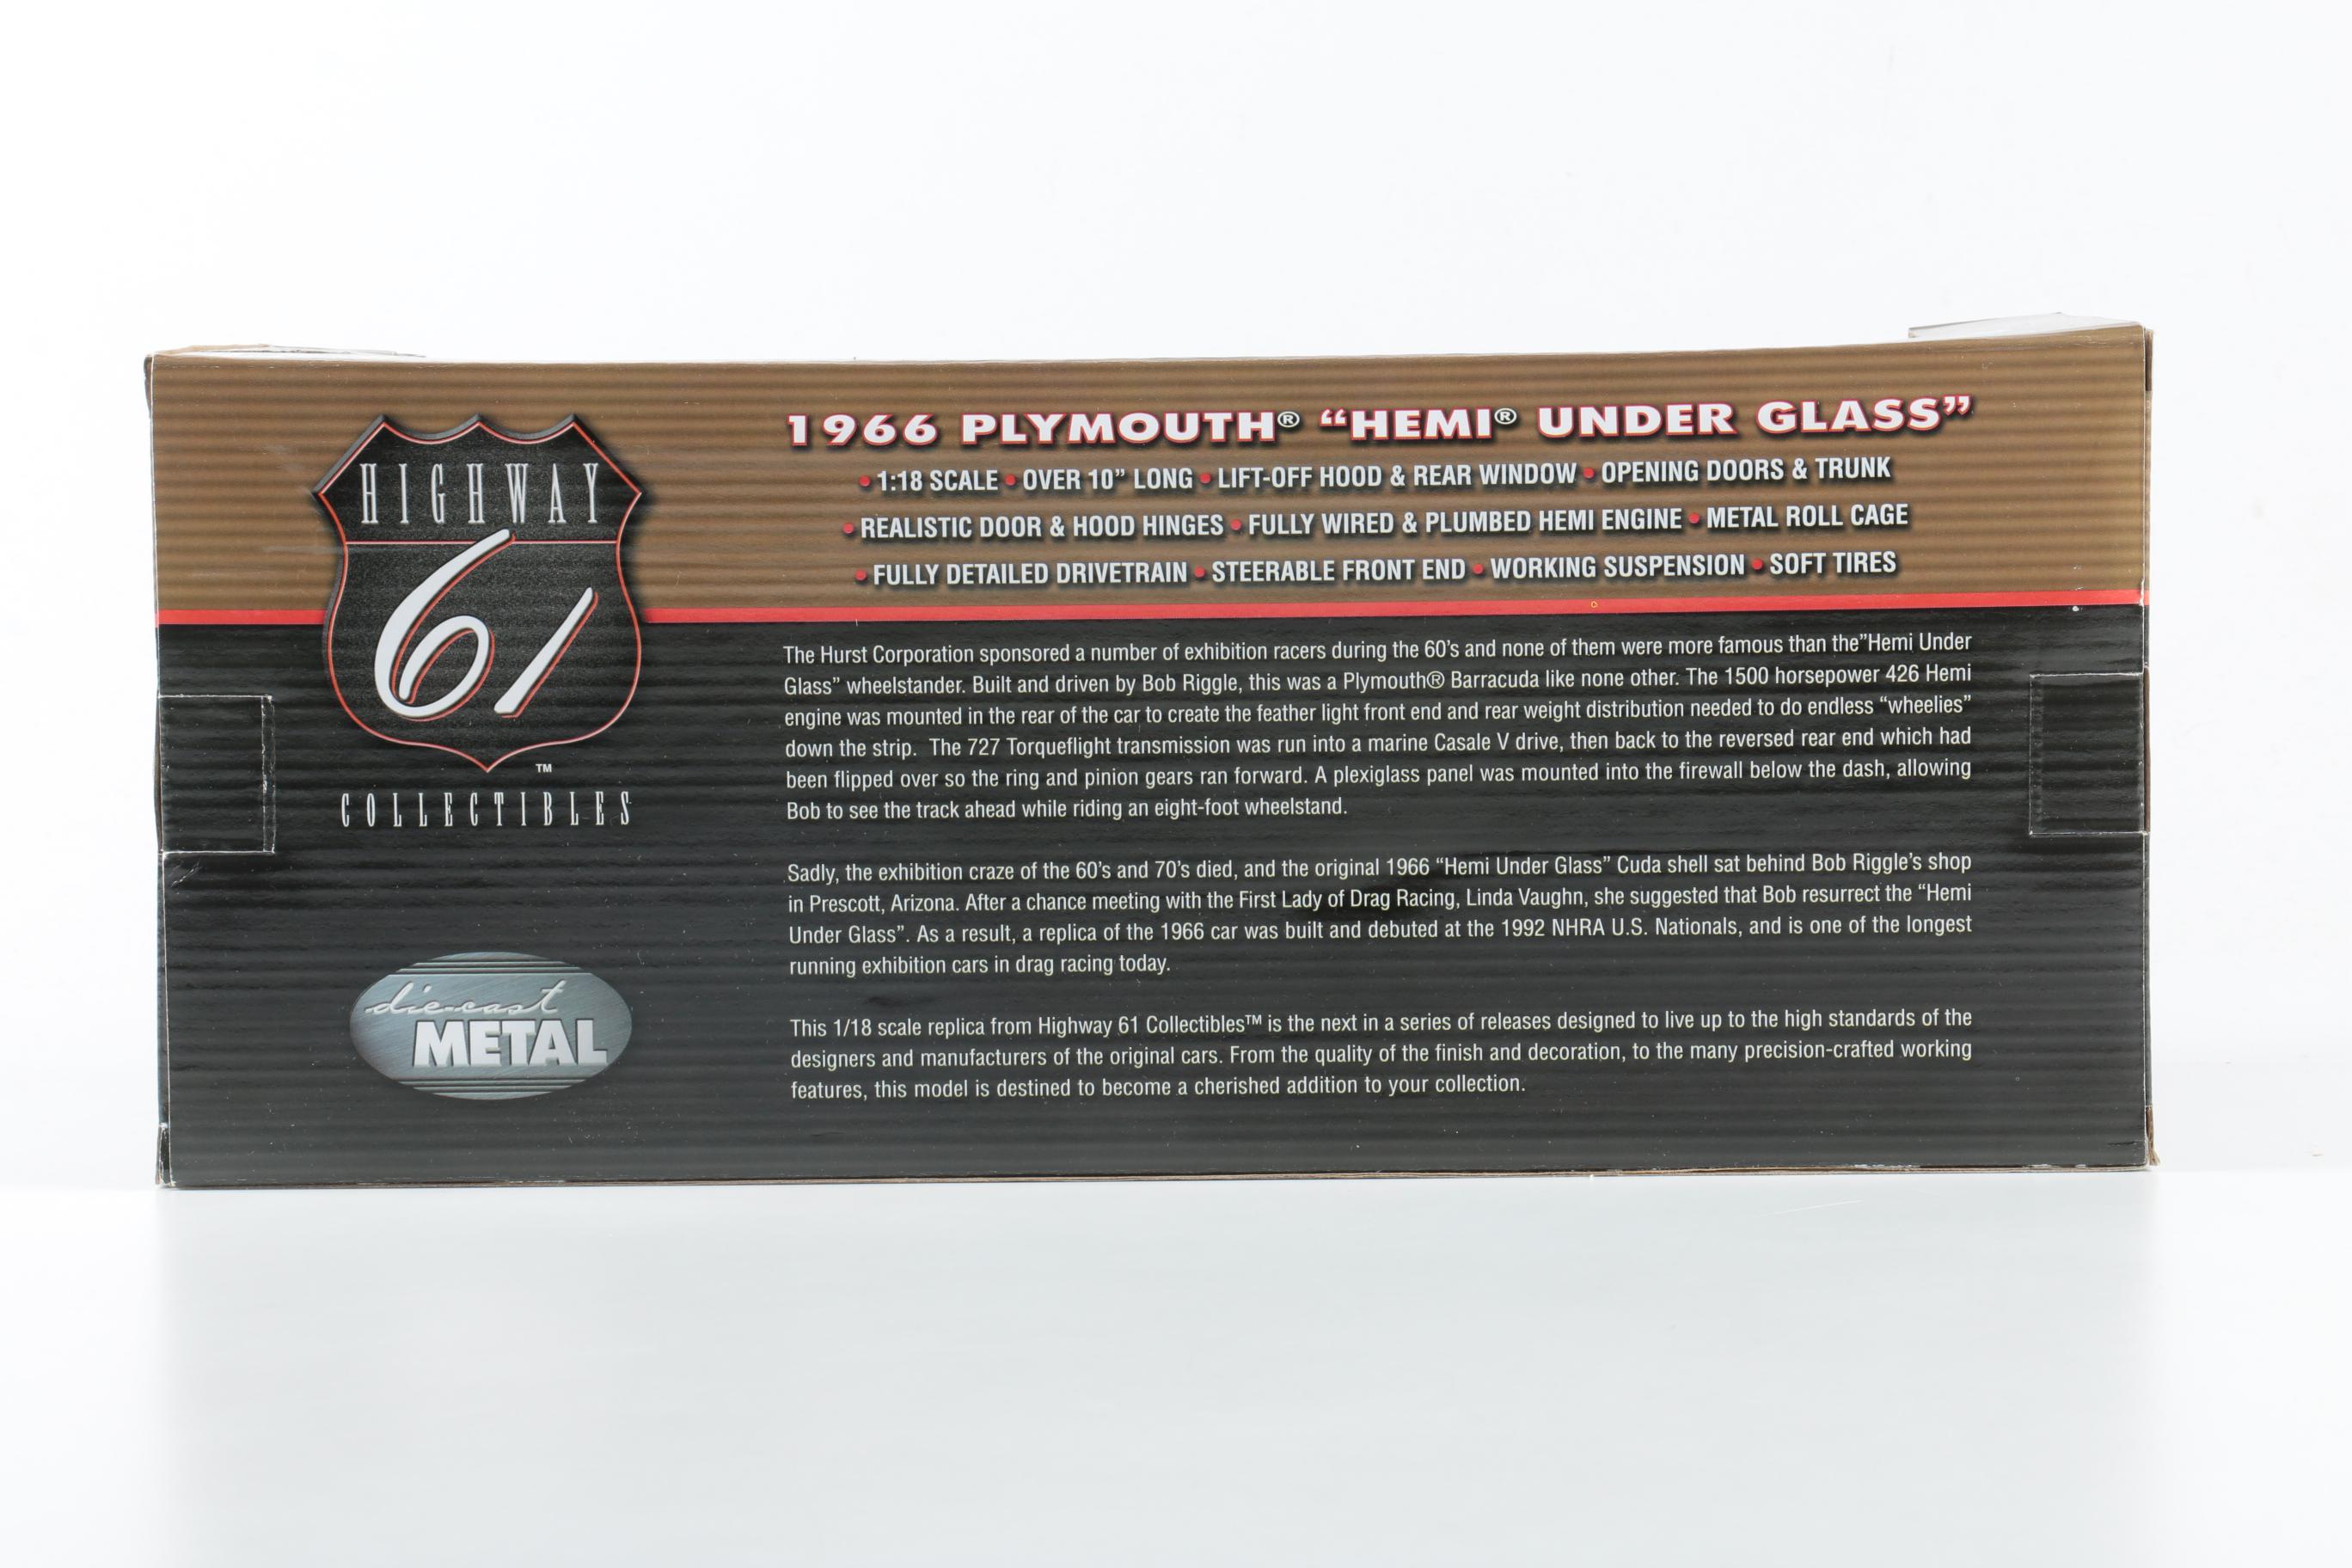 HIGHWAY
61
TM
COLLECTIBLES
die-cast
METAL
1966 PLYMOUTH® “HEMI® UNDER GLASS”
• 1:18 SCALE • OVER 10” LONG • LIFT-OFF HOOD & REAR WINDOW • OPENING DOORS & TRUNK
• REALISTIC DOOR & HOOD HINGES • FULLY WIRED & PLUMBED HEMI ENGINE • METAL ROLL CAGE
• FULLY DETAILED DRIVETRAIN • STEERABLE FRONT END • WORKING SUSPENSION • SOFT TIRES
The Hurst Corporation sponsored a number of exhibition racers during the 60’s and none of them were more famous than the”Hemi Under
Glass” wheelstander. Built and driven by Bob Riggle, this was a Plymouth® Barracuda like none other. The 1500 horsepower 426 Hemi
engine was mounted in the rear of the car to create the feather light front end and rear weight distribution needed to do endless “wheelies”
down the strip. The 727 Torqueflight transmission was run into a marine Casale V drive, then back to the reversed rear end which had
been flipped over so the ring and pinion gears ran forward. A plexiglass panel was mounted into the firewall below the dash, allowing
Bob to see the track ahead while riding an eight-foot wheelstand.
Sadly, the exhibition craze of the 60’s and 70’s died, and the original 1966 “Hemi Under Glass” Cuda shell sat behind Bob Riggle’s shop
in Prescott, Arizona. After a chance meeting with the First Lady of Drag Racing, Linda Vaughn, she suggested that Bob resurrect the “Hemi
Under Glass”. As a result, a replica of the 1966 car was built and debuted at the 1992 NHRA U.S. Nationals, and is one of the longest
running exhibition cars in drag racing today.
This 1/18 scale replica from Highway 61 Collectibles™ is the next in a series of releases designed to live up to the high standards of the
designers and manufacturers of the original cars. From the quality of the finish and decoration, to the many precision-crafted working
features, this model is destined to become a cherished addition to your collection.